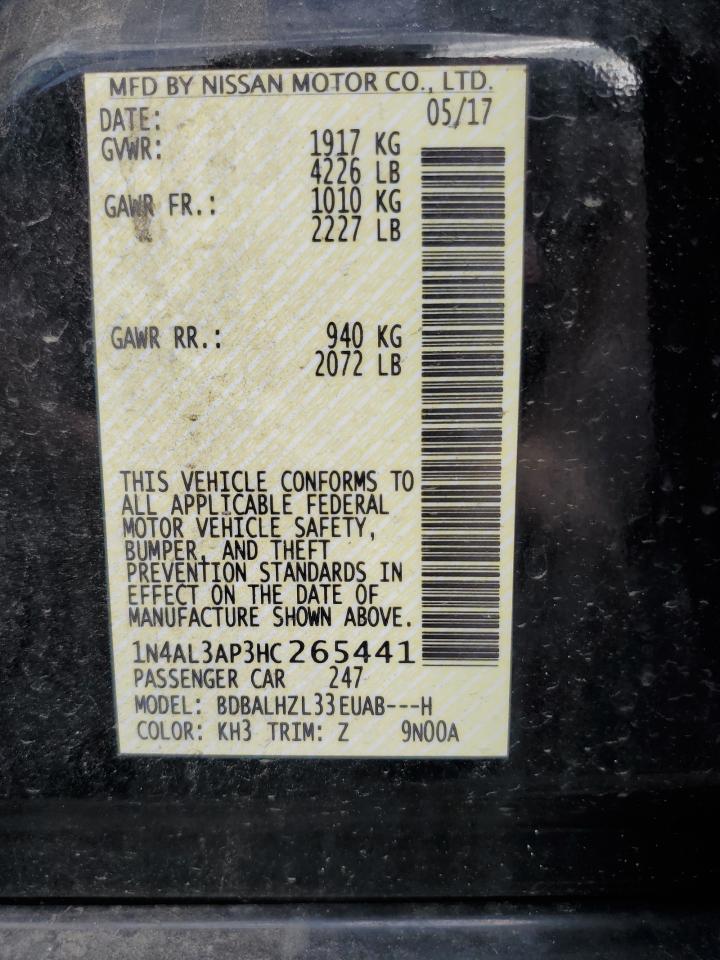 MFD BY NISSAN MOTOR CO., LTD.
DATE: 05/17
GVWR: 1917 KG
4226 LB
GAWR FR.: 1010 KG
2227 LB
GAWR RR.: 940 KG
2072 LB
THIS VEHICLE CONFORMS TO
ALL APPLICABLE FEDERAL
MOTOR VEHICLE SAFETY,
BUMPER, AND THEFT
PREVENTION STANDARDS IN
EFFECT ON THE DATE OF
MANUFACTURE SHOWN ABOVE.
1N4AL3AP3HC265441
PASSENGER CAR 247
MODEL: BDBALHZL33EUAB---H
COLOR: KH3 TRIM: Z 9N00A